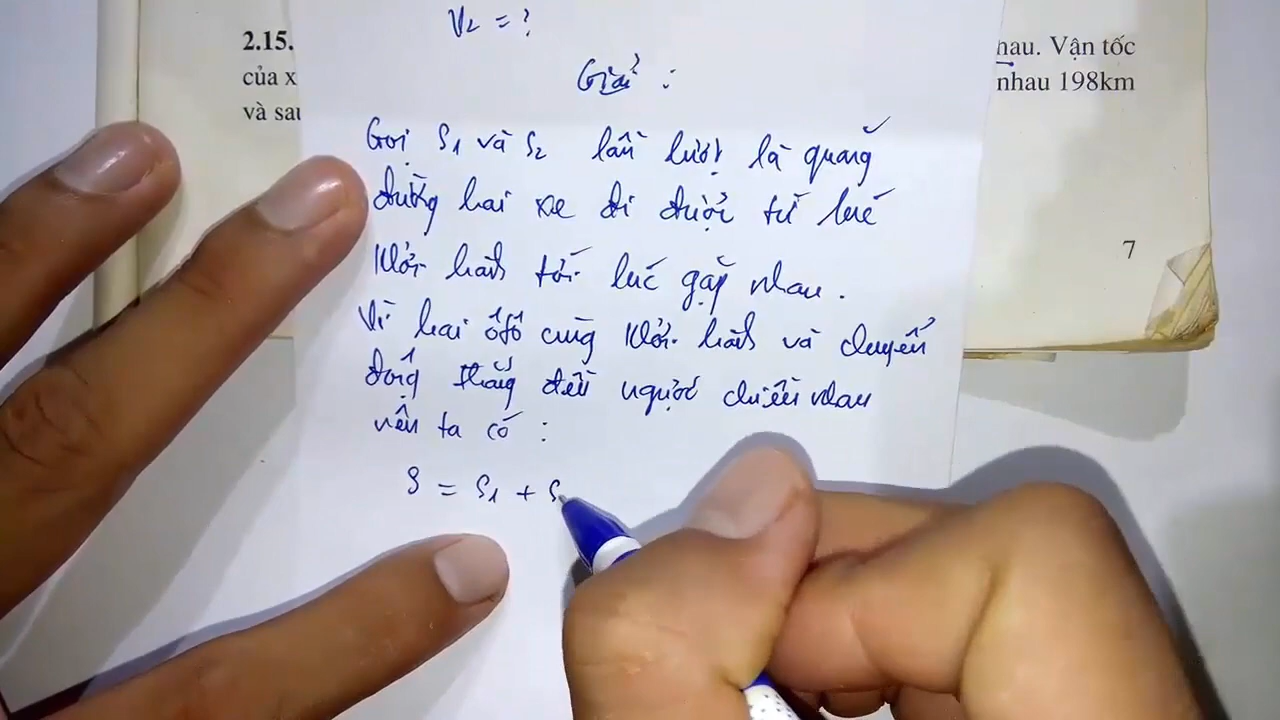 V₂ = ?
2.15.
hau. Vận tốc
Giải :
của x
nhau 198km
và sau
Gọi S₁ và S₂ lần lượt là quãng
đường hai xe đi được từ lúc
khởi hành tới lúc gặp nhau.
7
Vì hai ôtô cùng khởi hành và chuyển
động thẳng đều ngược chiều nhau
nên ta có :
S = S₁ + S